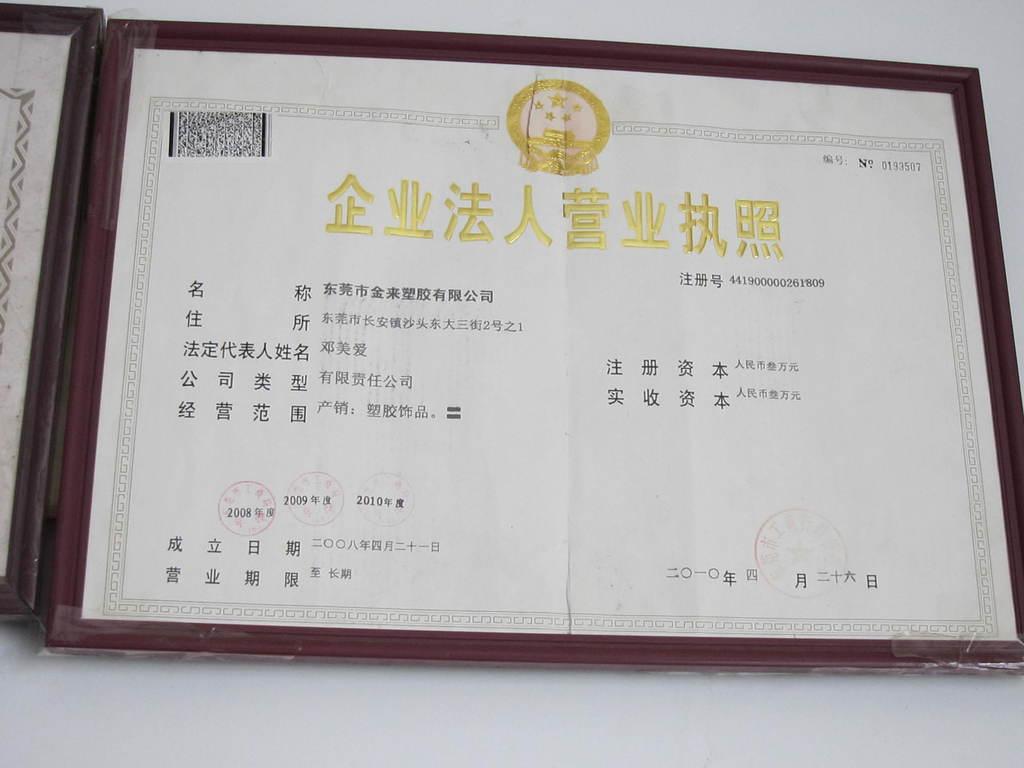 编号: No 0193507
企业法人营业执照
注册号 441900000261809
名称 东莞市金来塑胶有限公司
住所 东莞市长安镇沙头东大三街2号之1
法定代表人姓名 邓美爱
公司类型 有限责任公司
经营范围 产销：塑胶饰品。
注册资本 人民币叁万元
实收资本 人民币叁万元
2008年度 2009年度 2010年度
成立日期 二〇〇八年四月二十一日
营业期限 至 长期
二〇一〇年 四 月 二十六 日